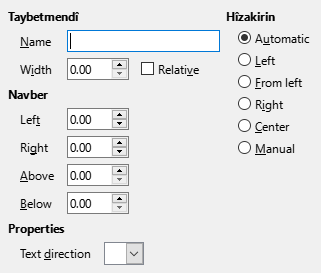 Taybetmendî
Name
Width 0.00 Relative
Navber
Left 0.00
Right 0.00
Above 0.00
Below 0.00
Properties
Text direction
Hîzakirin
Automatic
Left
From left
Right
Center
Manual